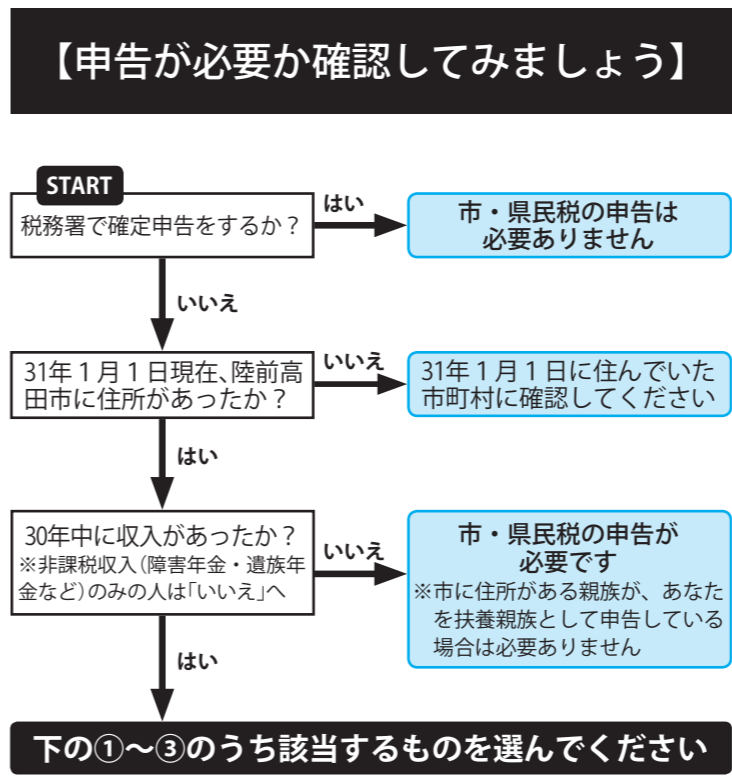 【申告が必要か確認してみましょう】
START
税務署で確定申告をするか？
はい
市・県民税の申告は
必要ありません
いいえ
31年１月１日現在、陸前高
田市に住所があったか？
いいえ
31年１月１日に住んでいた
市町村に確認してください
はい
30年中に収入があったか？
※非課税収入（障害年金・遺族年
金など）のみの人は「いいえ」へ
いいえ
市・県民税の申告が
必要です
※市に住所がある親族が、あなた
を扶養親族として申告している
場合は必要ありません
はい
下の①～③のうち該当するものを選んでください